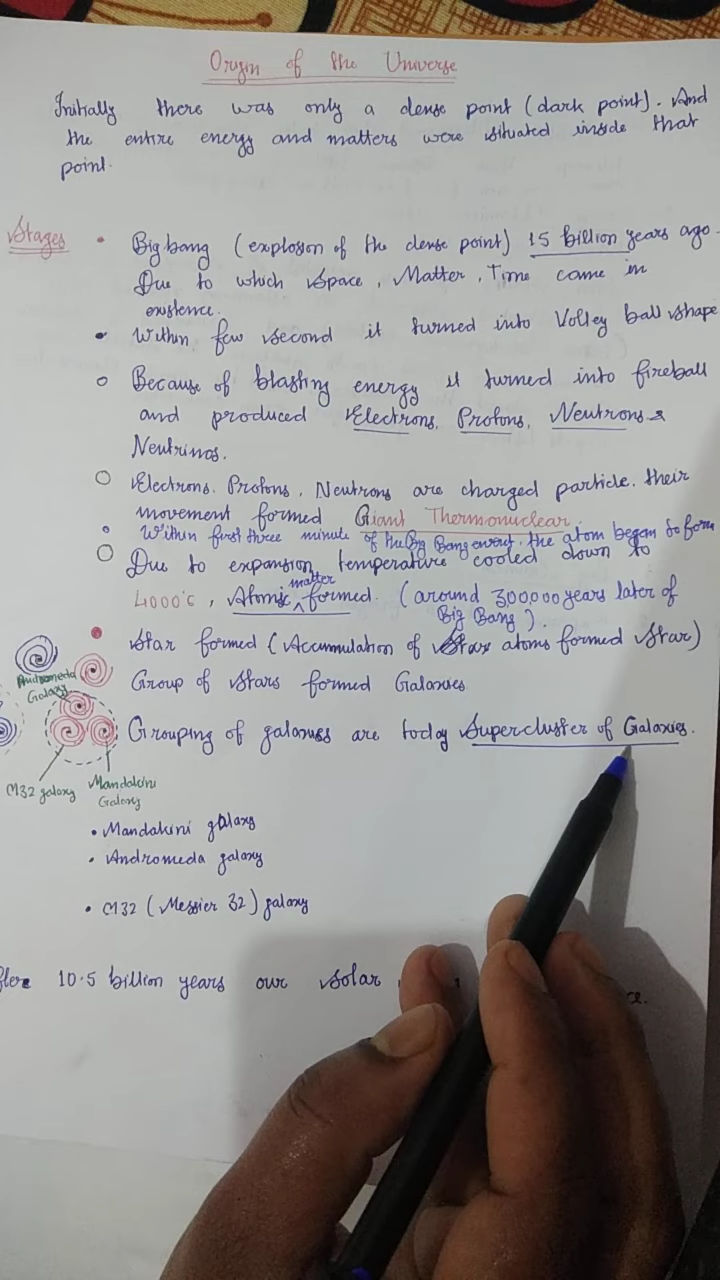 Origin of the Universe
Initially there was only a dense point (dark point). And
the entire energy and matters were situated inside that
point.
Stages
• Big bang (explosion of the dense point) 15 billion years ago.
Due to which space, Matter, Time came in
existence.
• Within few second it turned into Volley ball shape
Because of blasting energy it turned into fireball
and produced Electrons, Protons, Neutrons &
Neutrinos.
Electrons, Protons, Neutrons are charged particle. their
movement formed Giant Thermonuclear.
Within first three minute of the Big Bang event, the atom began to form
Due to expansion temperature cooled down to
4000°C, Atomic matter formed. (around 300,000 years later of
Big Bang).
• Star formed (Accumulation of atoms formed Star)
Group of Stars formed Galaxies
Grouping of galaxies are today Supercluster of Galaxies.
Andromeda
Galaxy
M32 galaxy
Mandakini
Galaxy
• Mandakini galaxy
• Andromeda galaxy
• M32 (Messier 32) galaxy
10.5 billion years our Solar